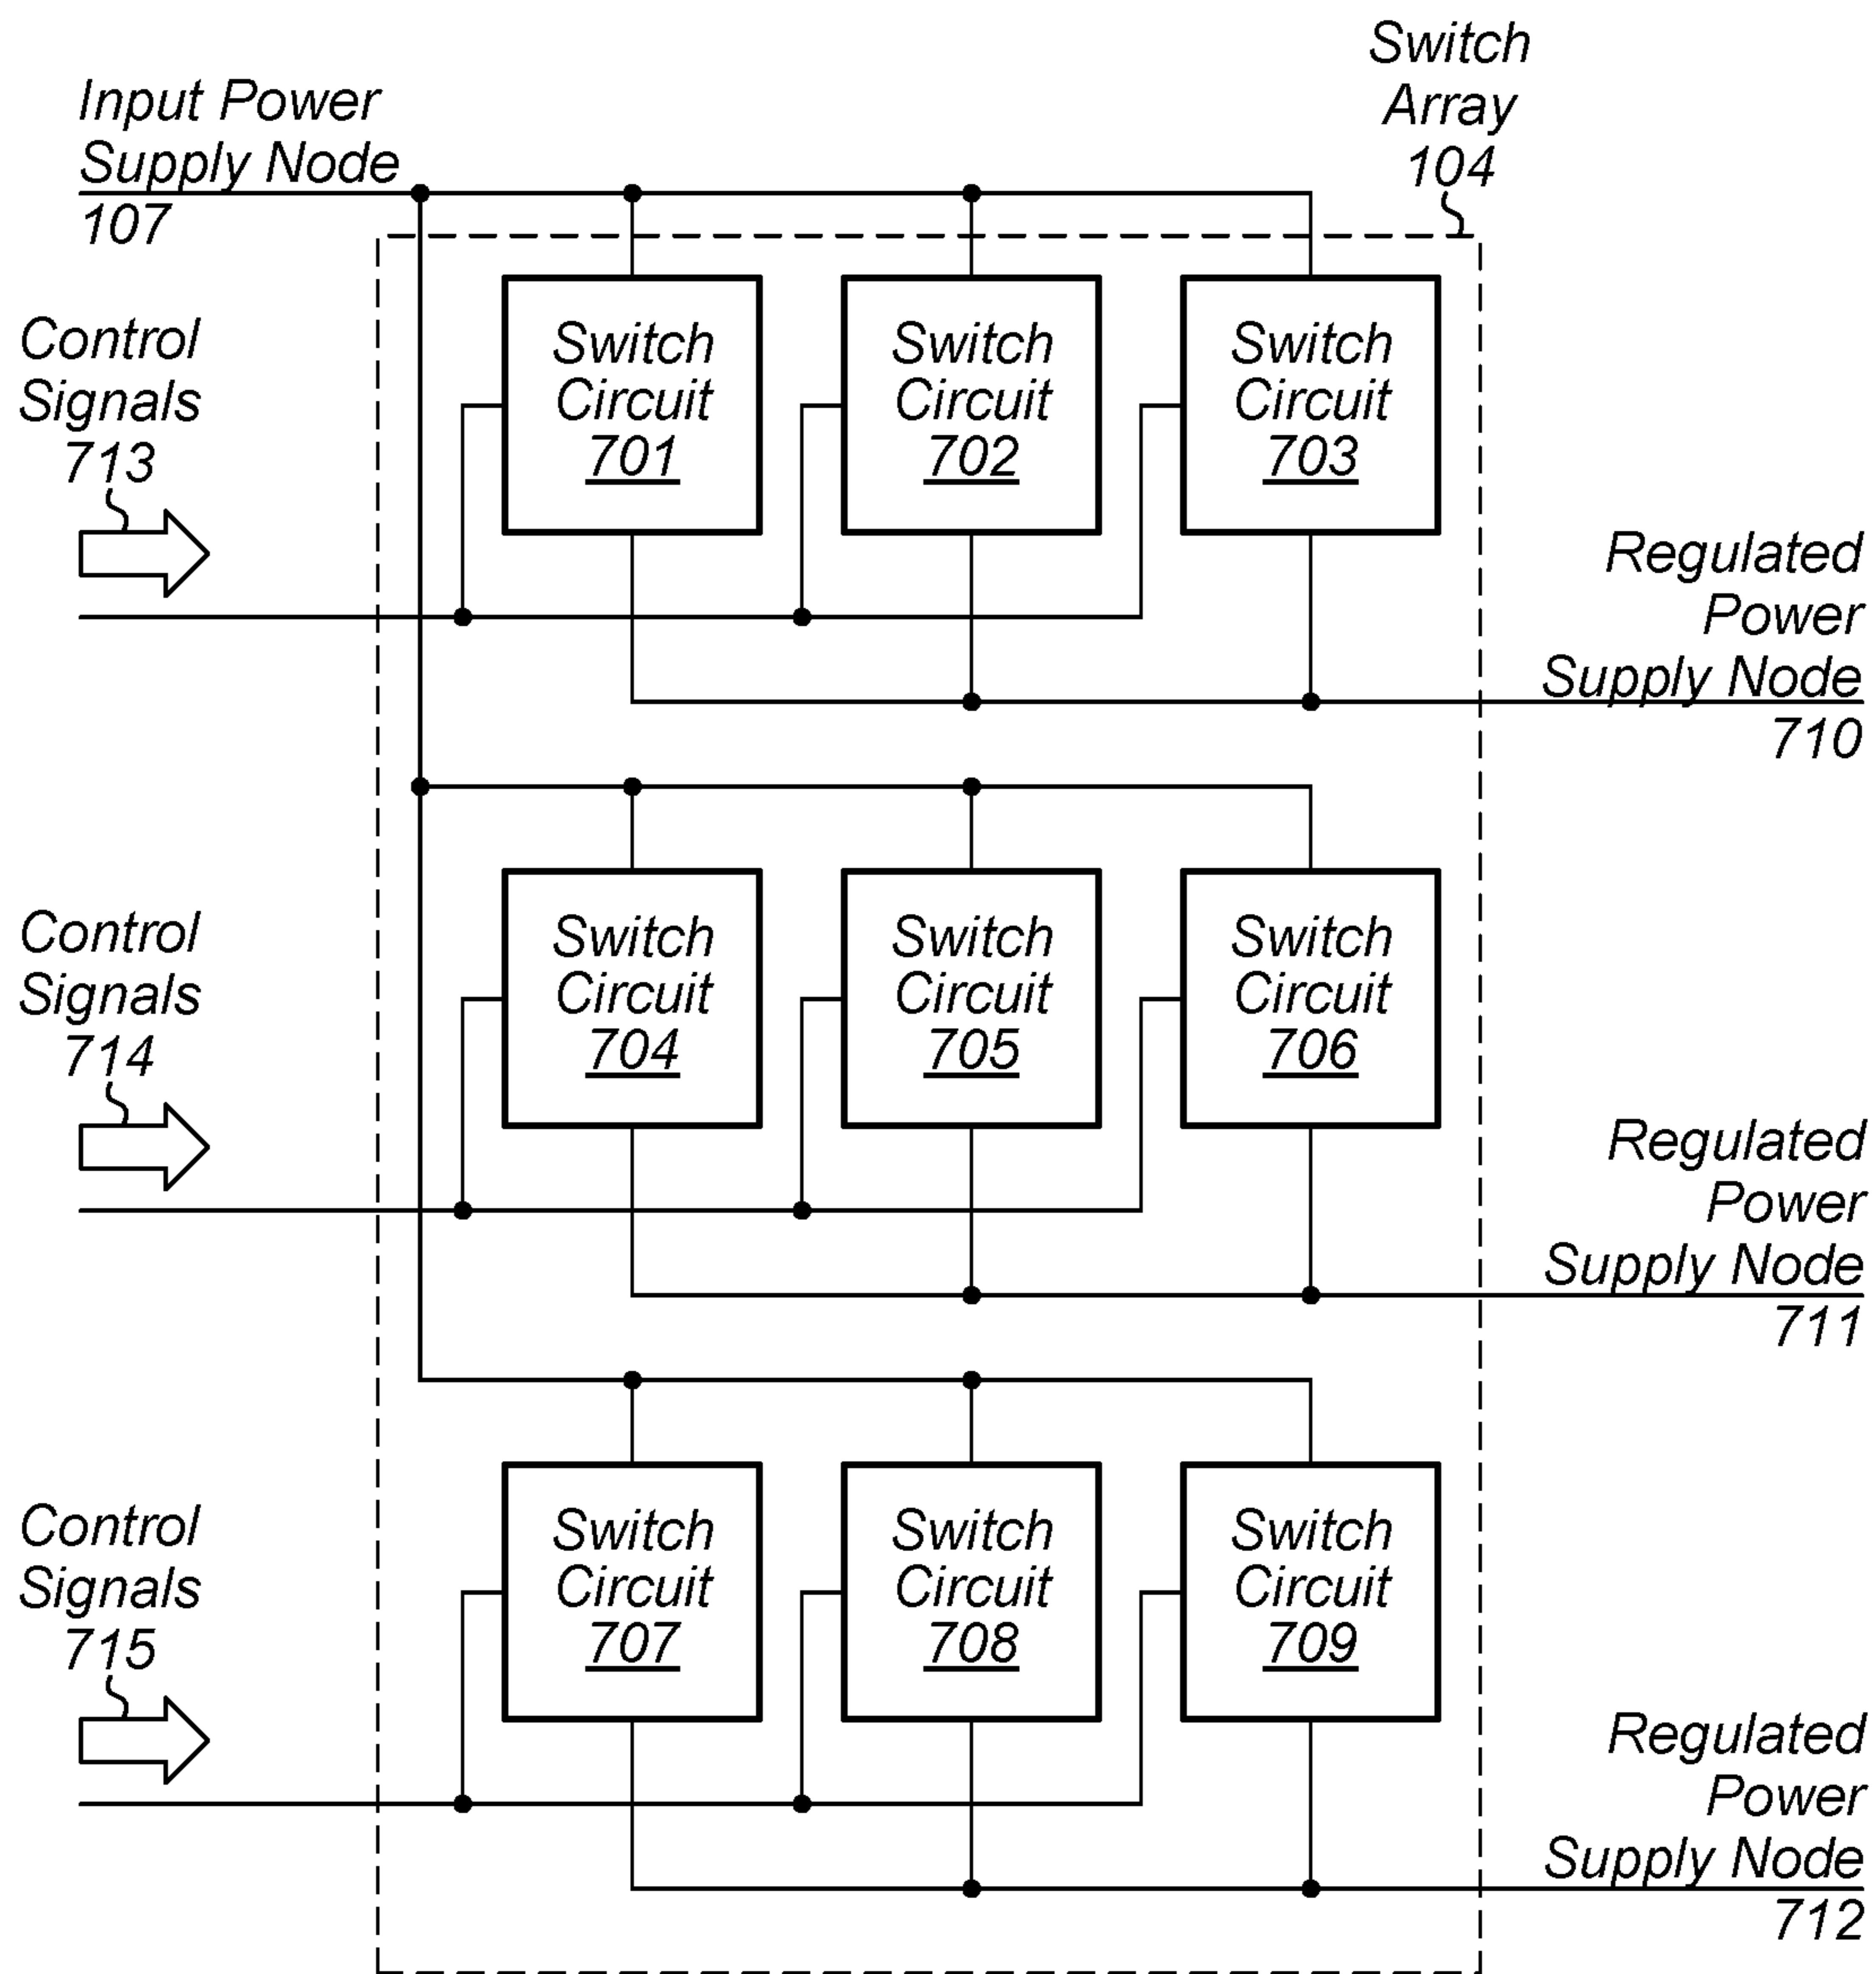 Switch
Array
104
Input Power
Supply Node
107
Control
Signals
713
Switch
Circuit
701
Switch
Circuit
702
Switch
Circuit
703
Regulated
Power
Supply Node
710
Control
Signals
714
Switch
Circuit
704
Switch
Circuit
705
Switch
Circuit
706
Regulated
Power
Supply Node
711
Control
Signals
715
Switch
Circuit
707
Switch
Circuit
708
Switch
Circuit
709
Regulated
Power
Supply Node
712